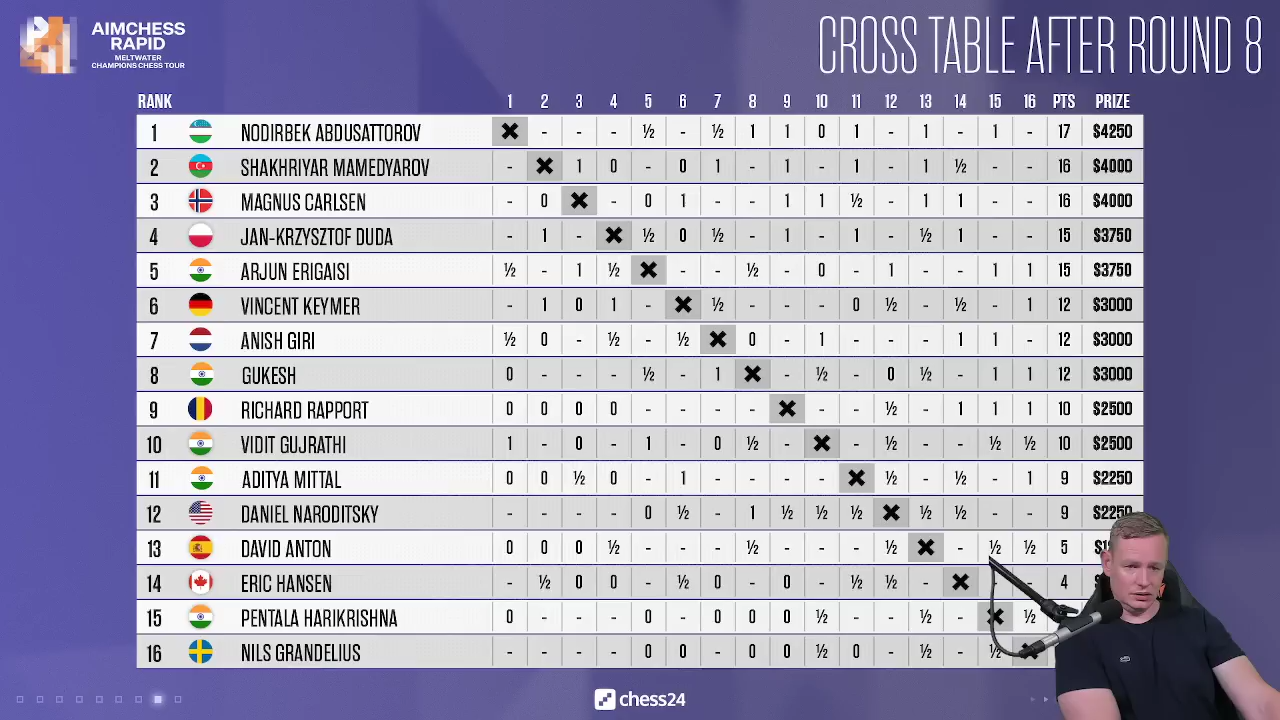 AIMCHESS
RAPID
MELTWATER
CHAMPIONS CHESS TOUR
CROSS TABLE AFTER ROUND 8
RANK 1 2 3 4 5 6 7 8 9 10 11 12 13 14 15 16 PTS PRIZE
1 NODIRBEK ABDUSATTOROV ✖ - - - ½ - ½ 1 1 0 1 - 1 - 1 - 17 $4250
2 SHAKHRIYAR MAMEDYAROV - ✖ 1 0 - 0 1 - 1 - 1 - 1 ½ - - 16 $4000
3 MAGNUS CARLSEN - 0 ✖ - 0 1 - - 1 1 ½ - 1 1 - - 16 $4000
4 JAN-KRZYSZTOF DUDA - 1 - ✖ ½ 0 ½ - 1 - 1 - ½ 1 - - 15 $3750
5 ARJUN ERIGAISI ½ - 1 ½ ✖ - - ½ - 0 - 1 - - 1 1 15 $3750
6 VINCENT KEYMER - 1 0 1 - ✖ ½ - - - 0 ½ - ½ - 1 12 $3000
7 ANISH GIRI ½ 0 - ½ - ½ ✖ 0 - 1 - - - 1 1 - 12 $3000
8 GUKESH 0 - - - ½ - 1 ✖ - ½ - 0 ½ - 1 1 12 $3000
9 RICHARD RAPPORT 0 0 0 0 - - - - ✖ - - ½ - 1 1 1 10 $2500
10 VIDIT GUJRATHI 1 - 0 - 1 - 0 ½ - ✖ - ½ - - ½ ½ 10 $2500
11 ADITYA MITTAL 0 0 ½ 0 - 1 - - - - ✖ ½ - ½ - 1 9 $2250
12 DANIEL NARODITSKY - - - - 0 ½ - 1 ½ ½ ½ ✖ ½ ½ - - 9 $2250
13 DAVID ANTON 0 0 0 ½ - - - ½ - - - ½ ✖ - ½ ½ 5
14 ERIC HANSEN - ½ 0 0 - ½ 0 - 0 - ½ ½ - ✖ - - 4
15 PENTALA HARIKRISHNA 0 - - - 0 - 0 0 0 ½ - - ½ - ✖ ½
16 NILS GRANDELIUS - - - - 0 0 - 0 0 ½ 0 - ½ - ½ ✖
chess24